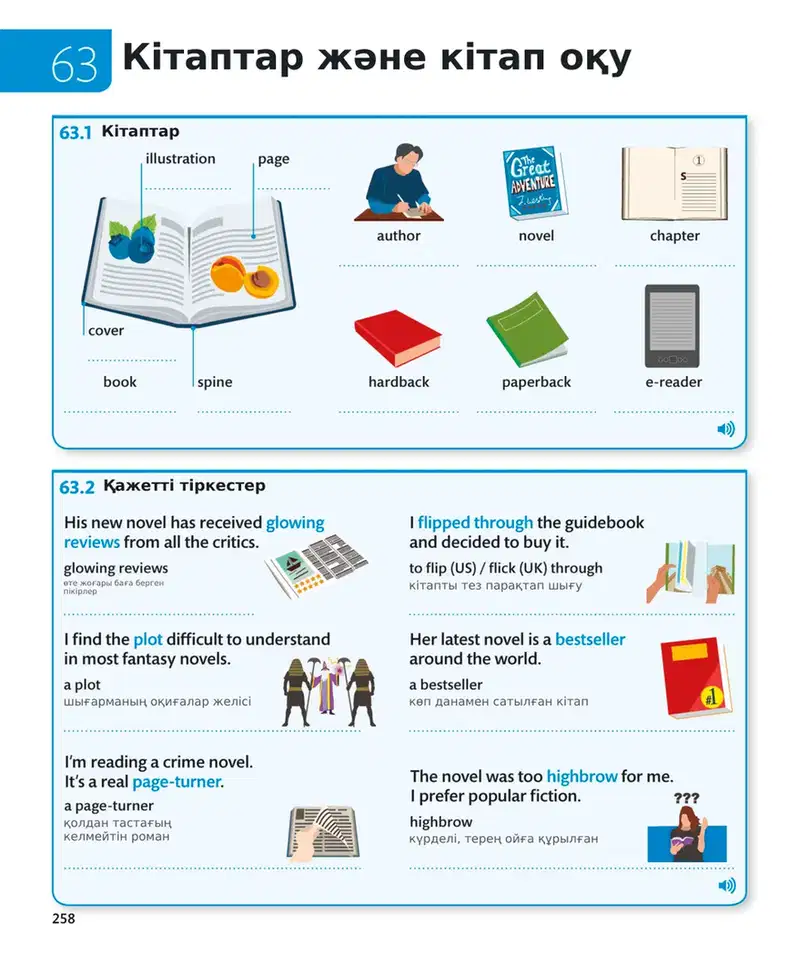 63
Кітаптар және кітап оқу
63.1 Кітаптар
illustration
page
cover
book
spine
The
Great
ADVENTURE
1
S
author
novel
chapter
hardback
paperback
e-reader
63.2 Қажетті тіркестер
His new novel has received glowing
reviews from all the critics.
glowing reviews
өте жоғары баға берген
пікірлер
I flipped through the guidebook
and decided to buy it.
to flip (US) / flick (UK) through
кітапты тез парақтап шығу
I find the plot difficult to understand
in most fantasy novels.
a plot
шығарманың оқиғалар желісі
Her latest novel is a bestseller
around the world.
a bestseller
көп данамен сатылған кітап
#1
I'm reading a crime novel.
It's a real page-turner.
a page-turner
қолдан тастағың
келмейтін роман
The novel was too highbrow for me.
I prefer popular fiction.
highbrow
күрделі, терең ойға құрылған
???
258